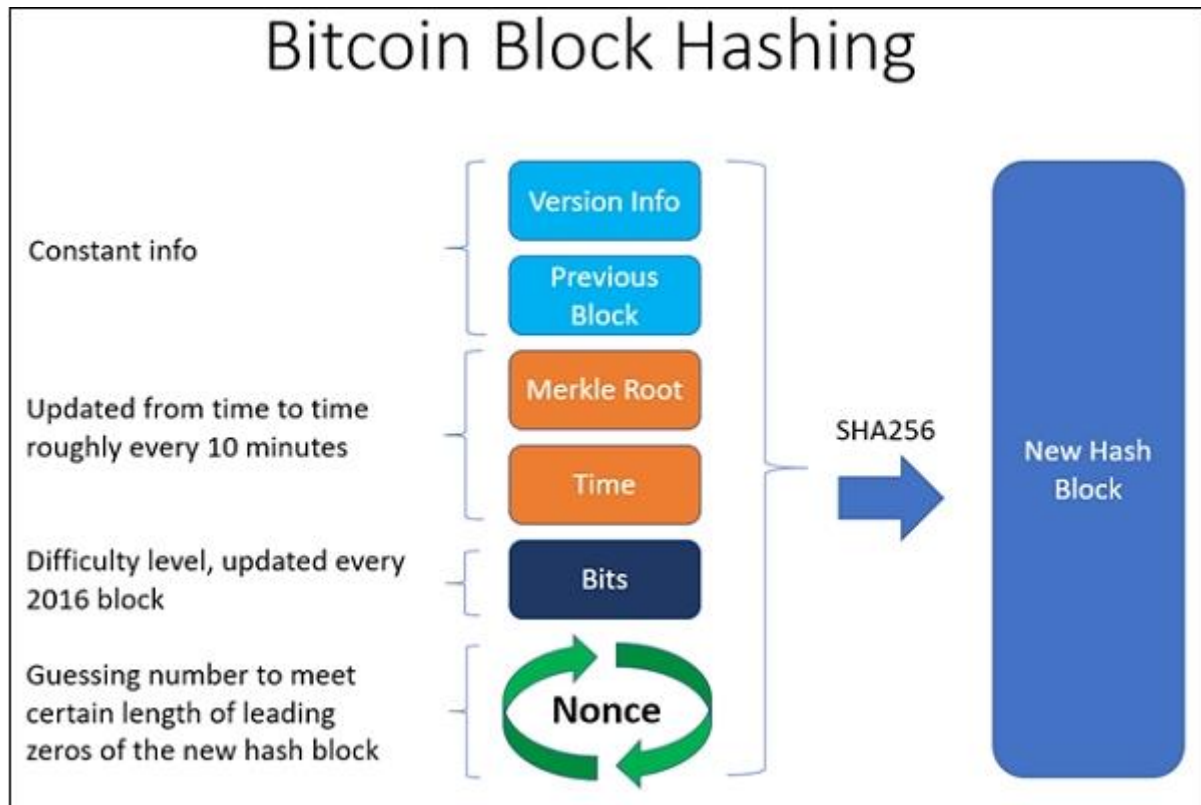 Bitcoin Block Hashing
Constant info
Version Info
Previous
Block
Updated from time to time
roughly every 10 minutes
Merkle Root
Time
Difficulty level, updated every
2016 block
Bits
Guessing number to meet
certain length of leading
zeros of the new hash block
Nonce
SHA256
New Hash
Block